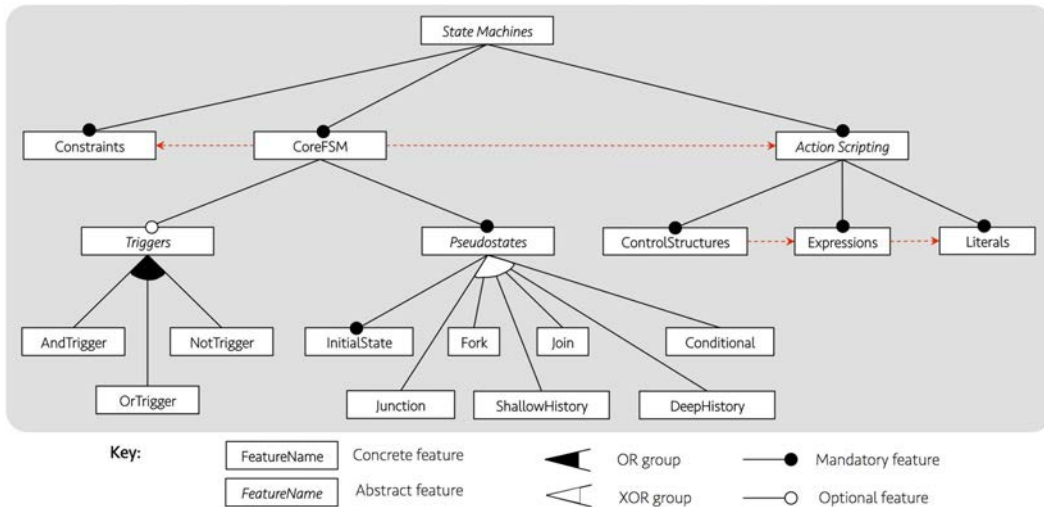 State Machines
Constraints
CoreFSM
Action Scripting
Triggers
Pseudostates
ControlStructures
Expressions
Literals
AndTrigger
NotTrigger
InitialState
Fork
Join
Conditional
OrTrigger
Junction
ShallowHistory
DeepHistory
Key:
FeatureName Concrete feature
OR group
Mandatory feature
FeatureName Abstract feature
XOR group
Optional feature